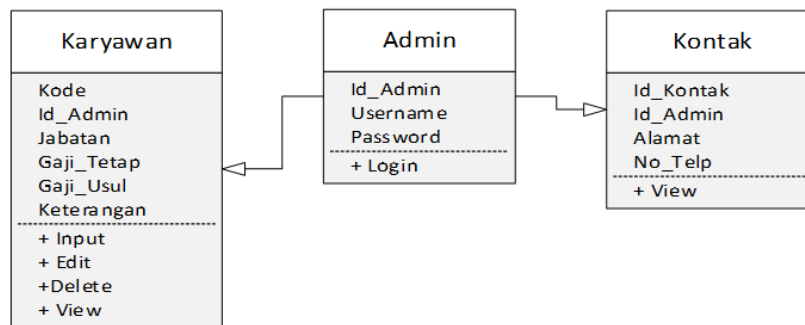 Karyawan
Kode
Id_Admin
Jabatan
Gaji_Tetap
Gaji_Usul
Keterangan
+ Input
+ Edit
+Delete
+ View
Admin
Id_Admin
Username
Password
+ Login
Kontak
Id_Kontak
Id_Admin
Alamat
No_Telp
+ View